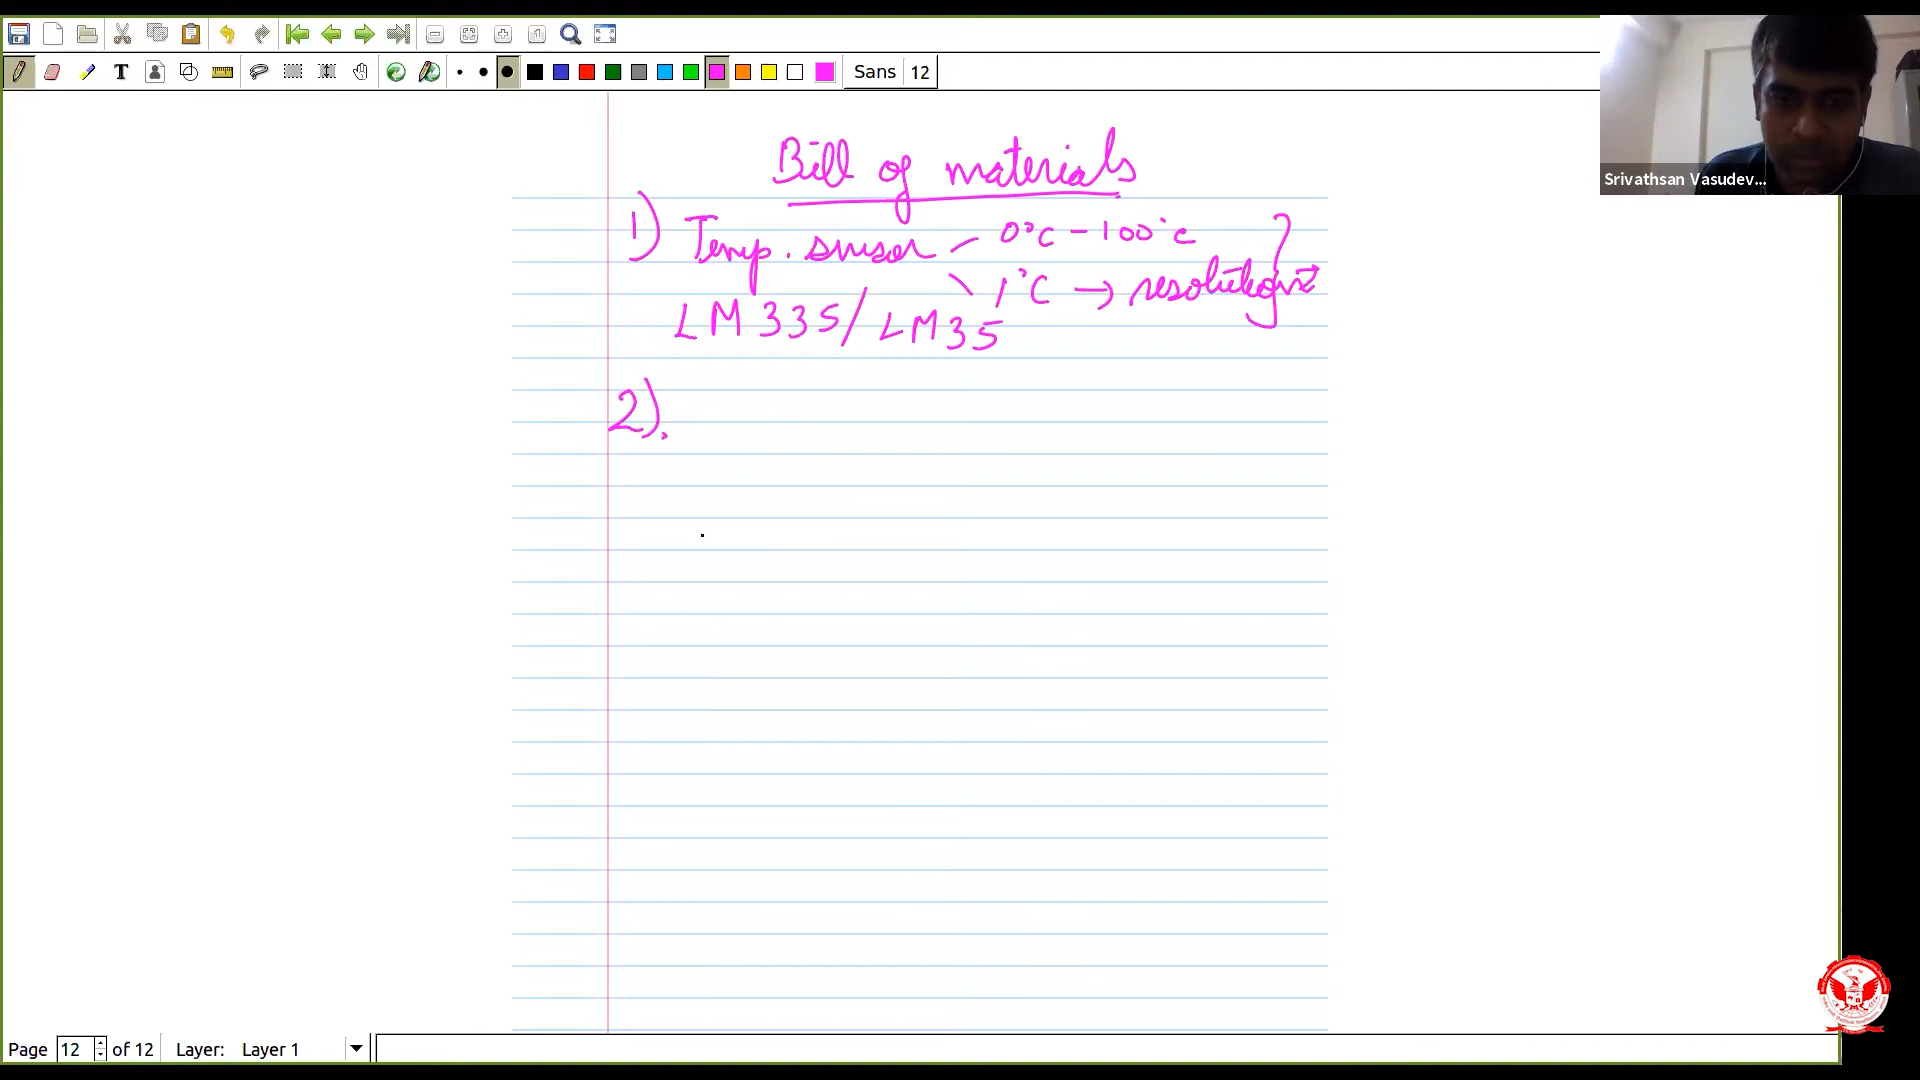 Sans 12
Srivathsan Vasudev...
Bill of materials
1) Temp. sensor - 0°C - 100°C
1°C → resolution
LM335/LM35
2).
Page 12 of 12 Layer: Layer 1